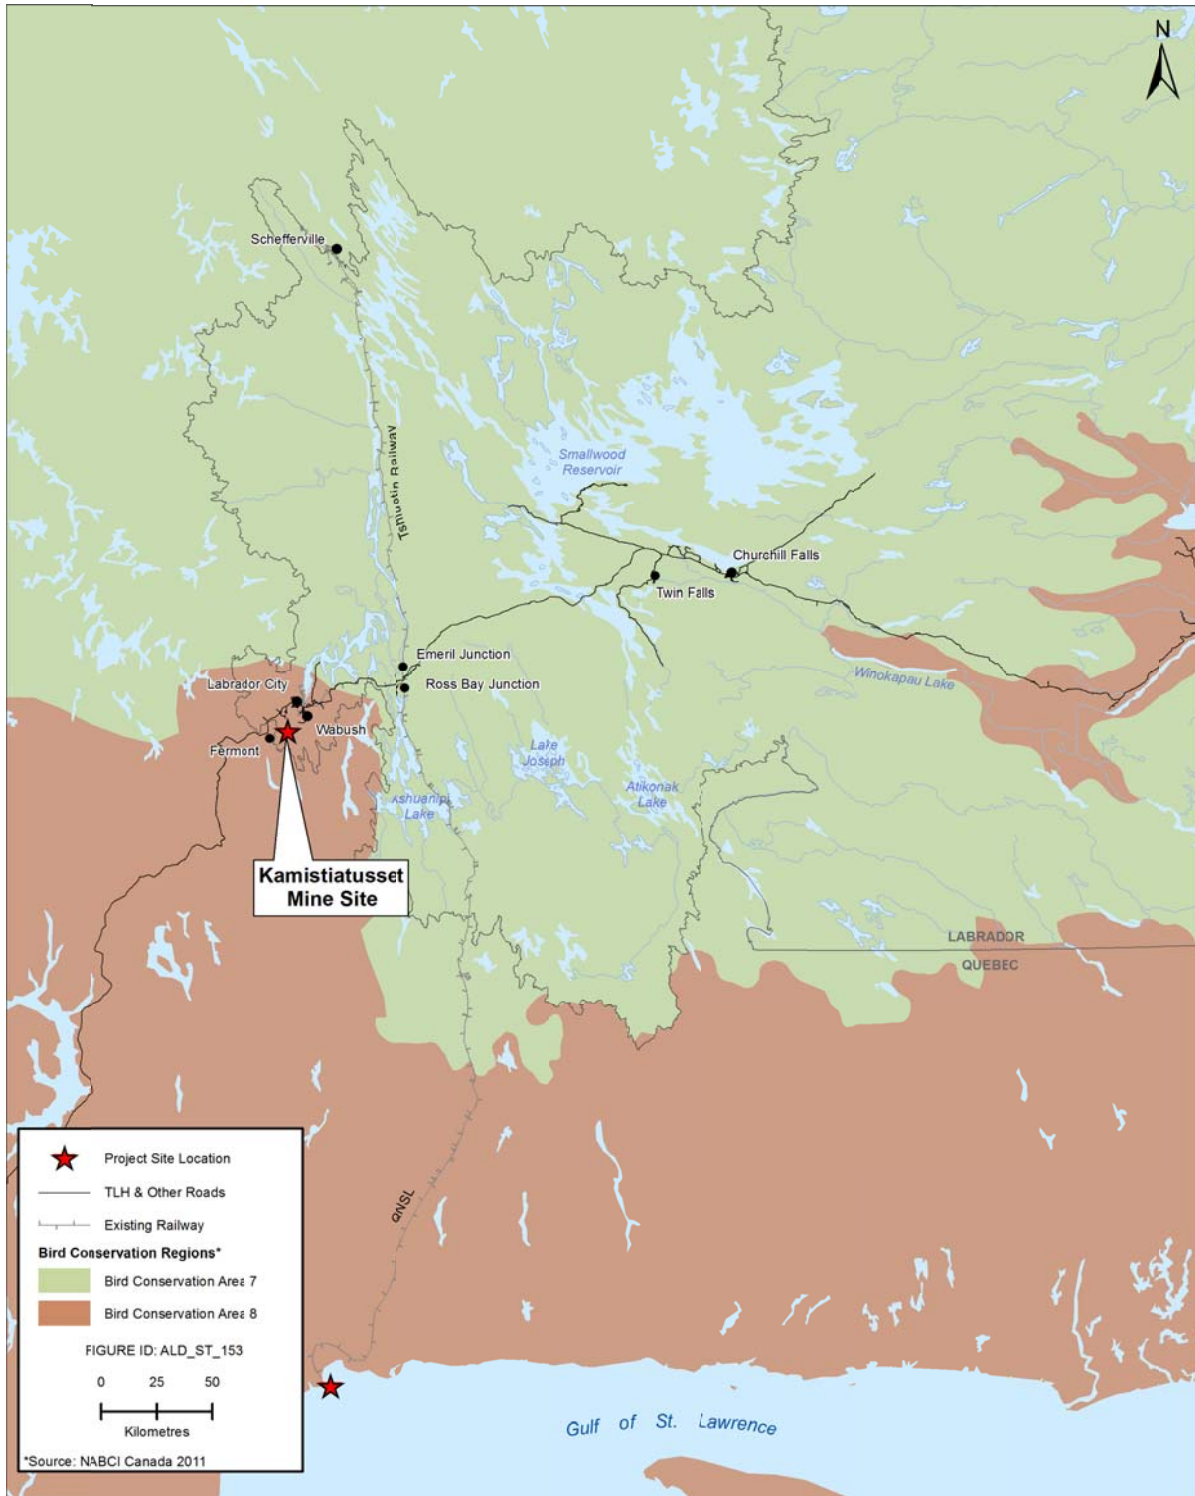 N
Schefferville
Tshiuetin Railway
Smallwood
Reservoir
Churchill Falls
Twin Falls
Emeril Junction
Ross Bay Junction
Labrador City
Wabush
Fermont
Winokapau Lake
Lake
Joseph
Atikonak
Lake
Ashuanipi
Lake
Kamistiatusset
Mine Site
LABRADOR
QUEBEC
QNSL
Project Site Location
TLH & Other Roads
Existing Railway
Bird Conservation Regions*
Bird Conservation Area 7
Bird Conservation Area 8
FIGURE ID: ALD_ST_153
0 25 50
Kilometres
*Source: NABCI Canada 2011
Gulf of St. Lawrence